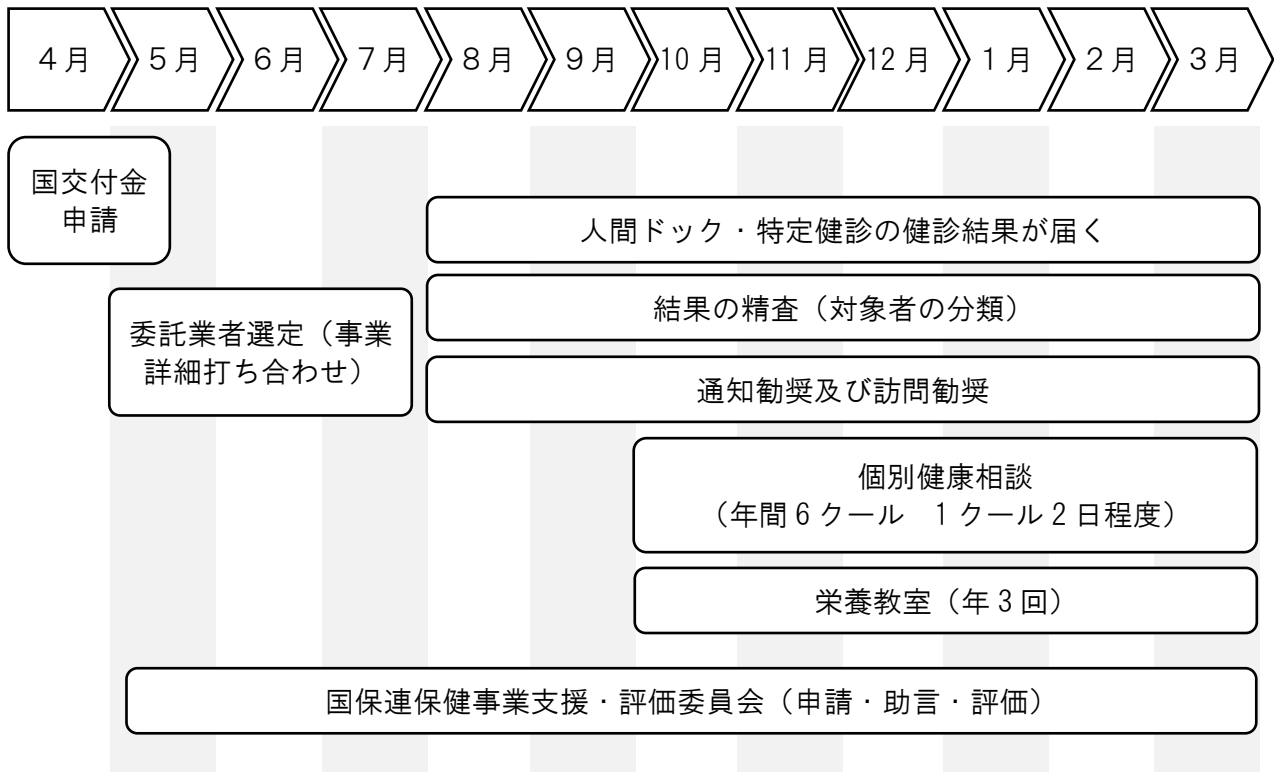 4月 5月 6月 7月 8月 9月 10月 11月 12月 1月 2月 3月
国交付金
申請
人間ドック・特定健診の健診結果が届く
結果の精査（対象者の分類）
委託業者選定（事業
詳細打ち合わせ）
通知勧奨及び訪問勧奨
個別健康相談
（年間6クール　1クール2日程度）
栄養教室（年3回）
国保連保健事業支援・評価委員会（申請・助言・評価）